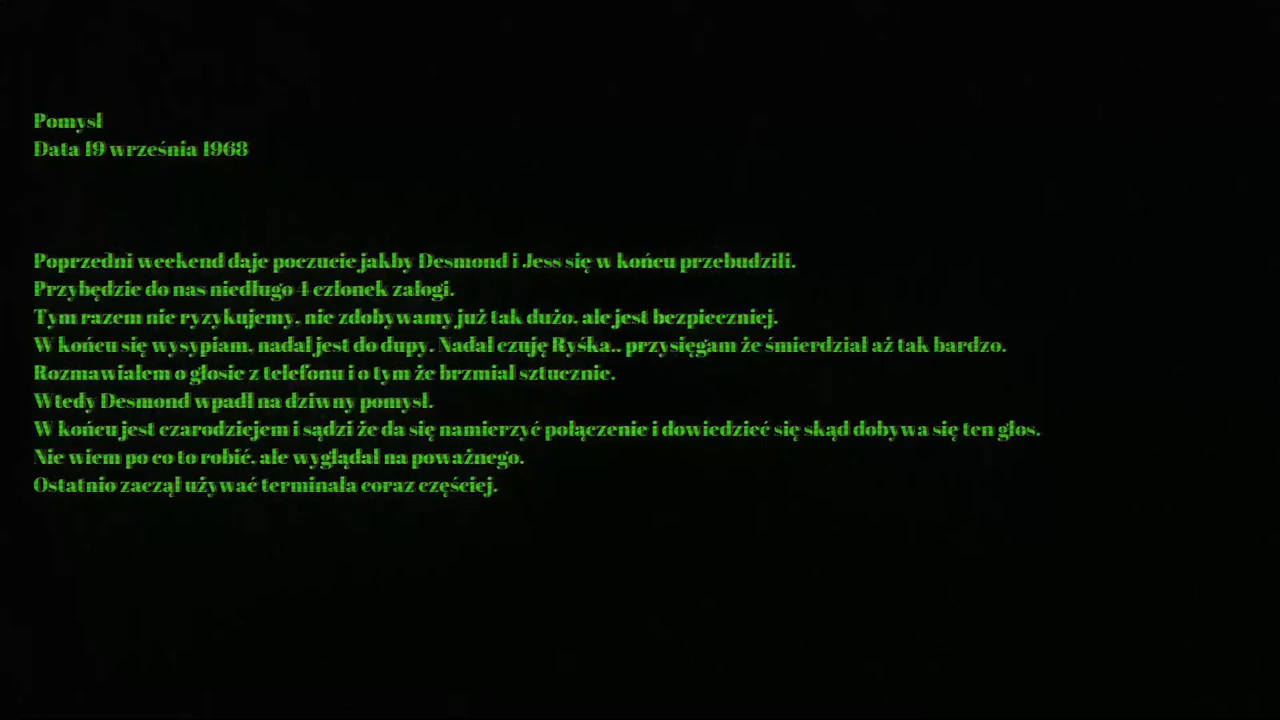 Pomysł
Data 19 września 1968
Poprzedni weekend daje poczucie jakby Desmond i Jess się w końcu przebudzili.
Przybędzie do nas niedługo 4 członek załogi.
Tym razem nie ryzykujemy, nie zdobywamy już tak dużo, ale jest bezpieczniej.
W końcu się wysypiam, nadal jest do dupy. Nadal czuję Ryśka.. przysięgam że śmierdział aż tak bardzo.
Rozmawiałem o głosie z telefonu i o tym że brzmiał sztucznie.
Wtedy Desmond wpadł na dziwny pomysł.
W końcu jest czarodziejem i sądzi że da się namierzyć połączenie i dowiedzieć się skąd dobywa się ten głos.
Nie wiem po co to robić, ale wyglądał na poważnego.
Ostatnio zaczął używać terminala coraz częściej.